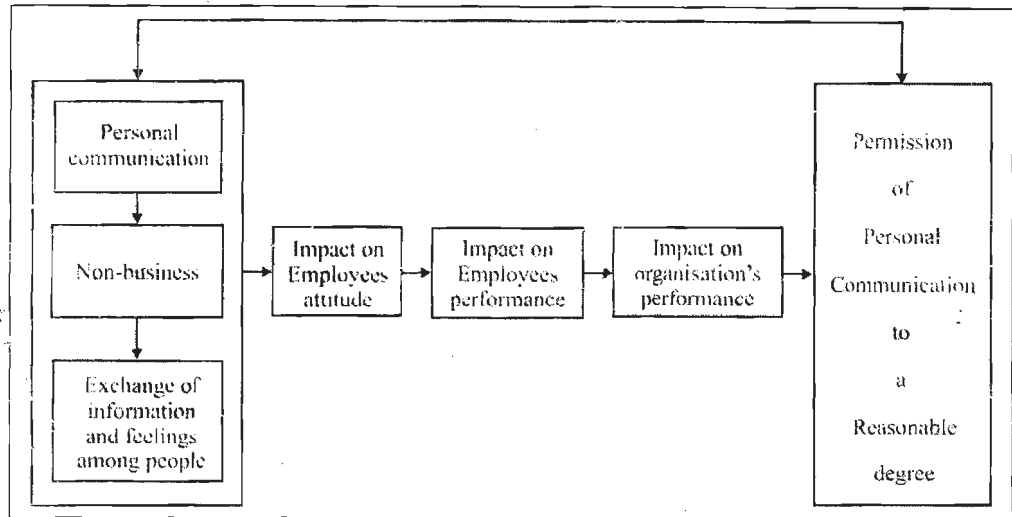 Personal
communication
Non-business
Exchange of
information
and feelings
among people
Impact on
Employees
attitude
Impact on
Employees
performance
Impact on
organisation's
performance
Permission
of
Personal
Communication
to
a
Reasonable
degree